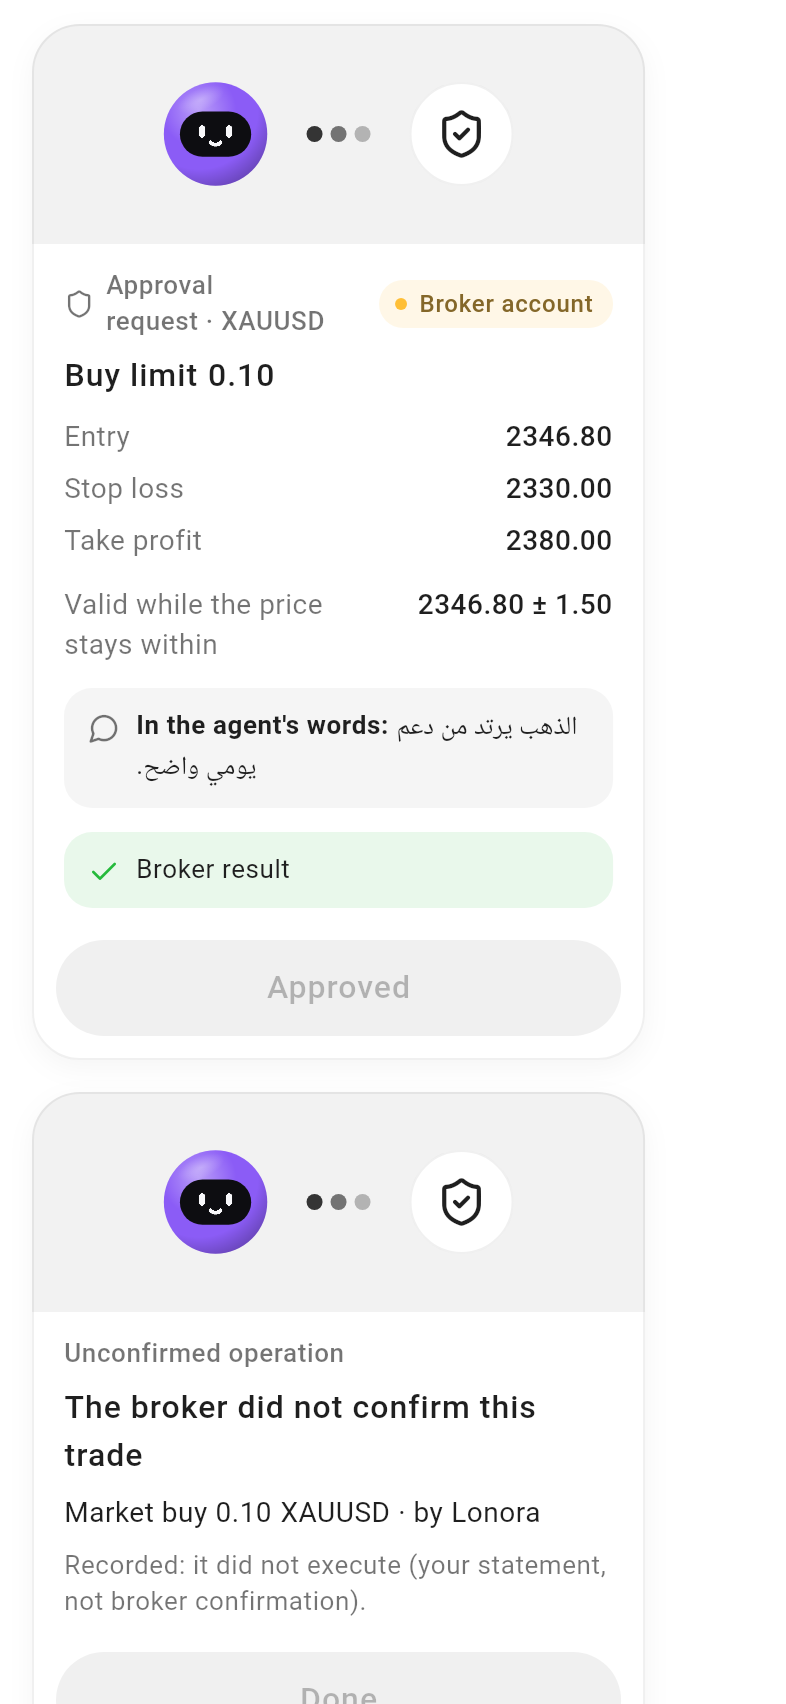 Approval
request · XAUUSD
Broker account
Buy limit 0.10
Entry 2346.80
Stop loss 2330.00
Take profit 2380.00
Valid while the price 2346.80 ± 1.50
stays within
In the agent's words: الذهب يرتد من دعم
يومي واضح.
Broker result
Approved
Unconfirmed operation
The broker did not confirm this
trade
Market buy 0.10 XAUUSD · by Lonora
Recorded: it did not execute (your statement,
not broker confirmation).
Done